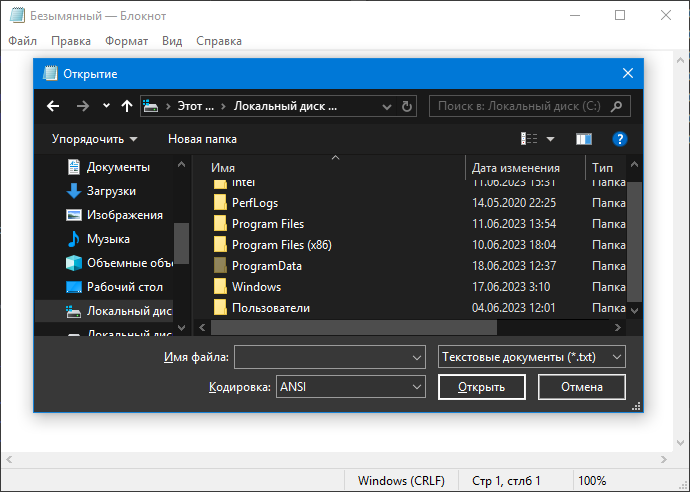 Безымянный — Блокнот
Файл Правка Формат Вид Справка
Открытие
Этот ... Локальный диск ... Поиск в: Локальный диск (C:)
Упорядочить Новая папка
Имя Дата изменения Тип
Документы
Загрузки
Изображения
Музыка
Объемные объе
Рабочий стол
Локальный дис
Локальный дис
Intel 11.06.2023 15:31 Папка
PerfLogs 14.05.2020 22:25 Папка
Program Files 11.06.2023 13:54 Папка
Program Files (x86) 10.06.2023 18:04 Папка
ProgramData 18.06.2023 12:37 Папка
Windows 17.06.2023 3:10 Папка
Пользователи 04.06.2023 12:01 Папка
Имя файла: Текстовые документы (*.txt)
Кодировка: ANSI Открыть Отмена
Windows (CRLF) Стр 1, стлб 1 100%